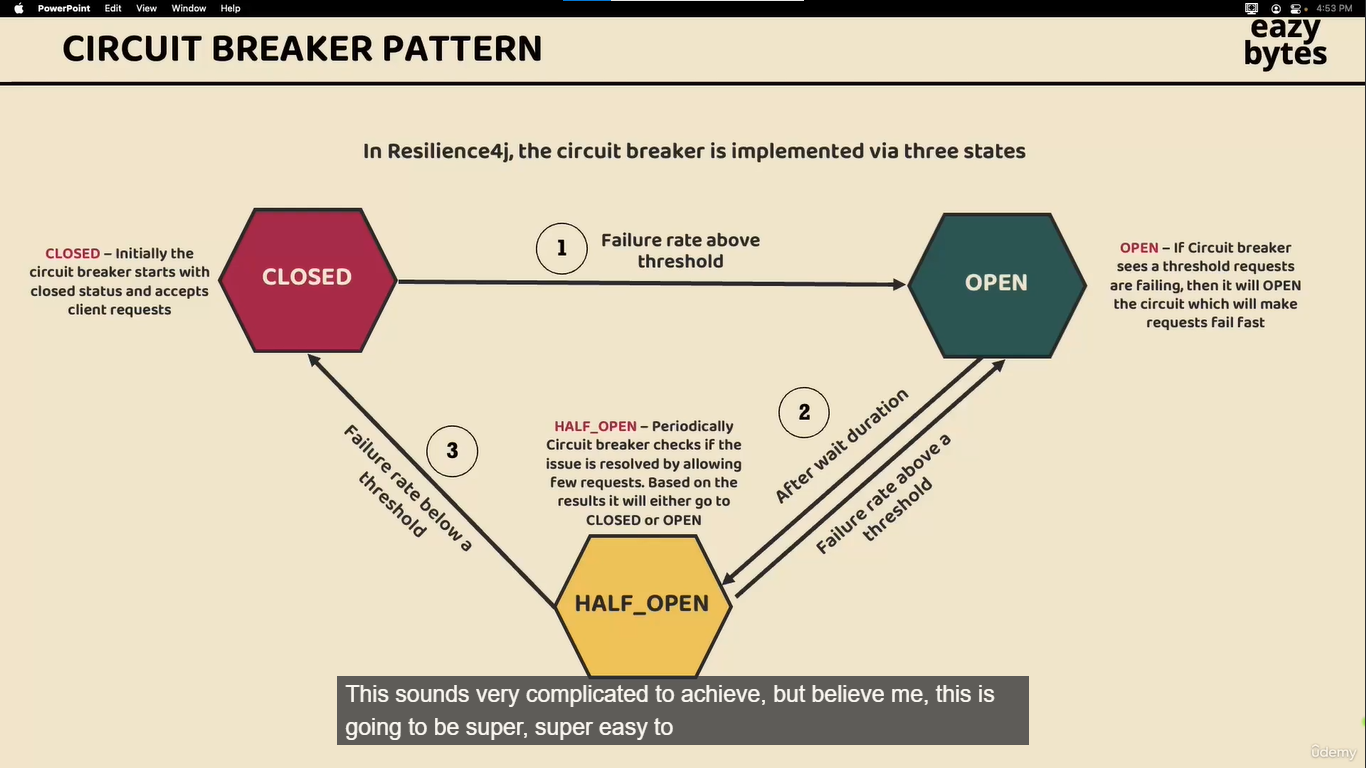 PowerPoint Edit View Window Help 4:53 PM
CIRCUIT BREAKER PATTERN
eazy
bytes
In Resilience4j, the circuit breaker is implemented via three states
CLOSED – Initially the
circuit breaker starts with
closed status and accepts
client requests
CLOSED
1
Failure rate above
threshold
OPEN
OPEN – If Circuit breaker
sees a threshold requests
are failing, then it will OPEN
the circuit which will make
requests fail fast
2
After wait duration
Failure rate above a
threshold
3
Failure rate below a
threshold
HALF_OPEN – Periodically
Circuit breaker checks if the
issue is resolved by allowing
few requests. Based on the
results it will either go to
CLOSED or OPEN
HALF_OPEN
This sounds very complicated to achieve, but believe me, this is
going to be super, super easy to
ûdemy